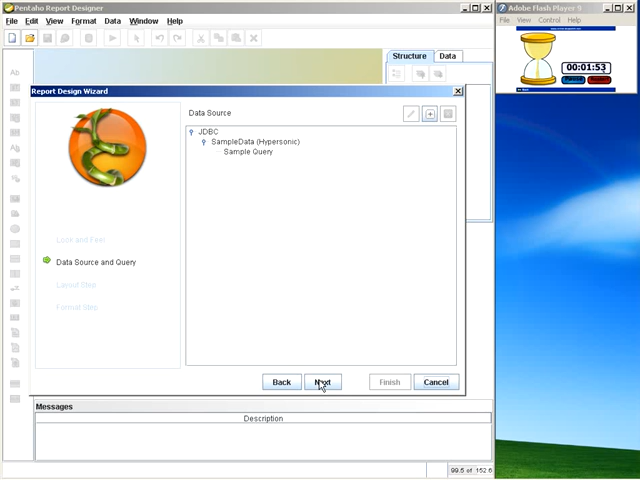 Pentaho Report Designer
File Edit View Format Data Window Help
Structure Data
Report Design Wizard
Data Source
JDBC
SampleData (Hypersonic)
Sample Query
Look and Feel
Data Source and Query
Layout Step
Format Step
Back Next Finish Cancel
Messages
Description
99.5 of 152.6
Adobe Flash Player 9
File View Control Help
00:01:53